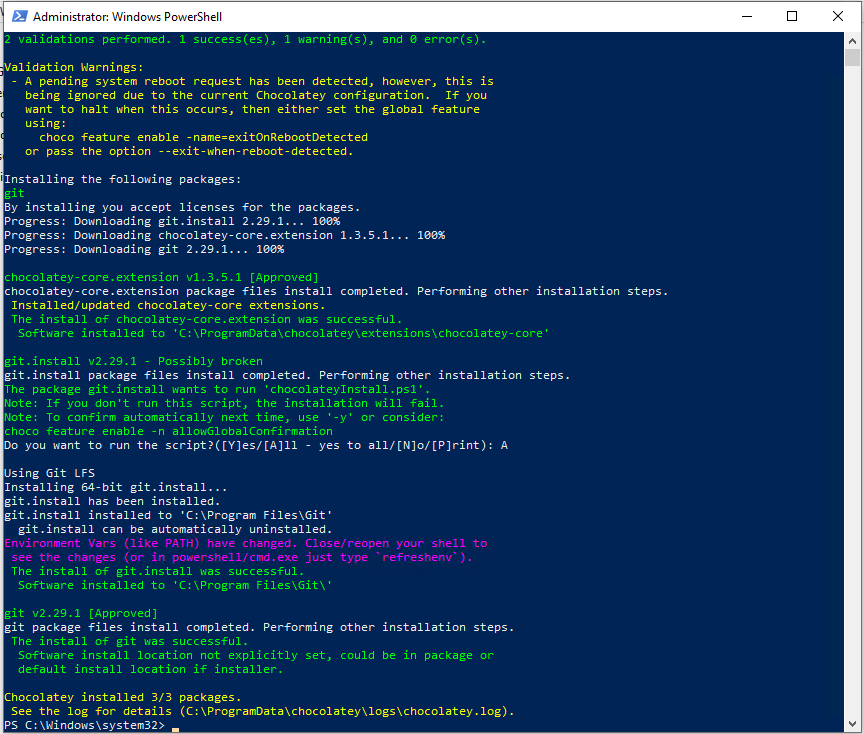 Administrator: Windows PowerShell
2 validations performed. 1 success(es), 1 warning(s), and 0 error(s).
Validation Warnings:
 - A pending system reboot request has been detected, however, this is
   being ignored due to the current Chocolatey configuration.  If you
   want to halt when this occurs, then either set the global feature
   using:
     choco feature enable -name=exitOnRebootDetected
   or pass the option --exit-when-reboot-detected.
Installing the following packages:
git
By installing you accept licenses for the packages.
Progress: Downloading git.install 2.29.1... 100%
Progress: Downloading chocolatey-core.extension 1.3.5.1... 100%
Progress: Downloading git 2.29.1... 100%
chocolatey-core.extension v1.3.5.1 [Approved]
chocolatey-core.extension package files install completed. Performing other installation steps.
 Installed/updated chocolatey-core extensions.
 The install of chocolatey-core.extension was successful.
  Software installed to 'C:\ProgramData\chocolatey\extensions\chocolatey-core'
git.install v2.29.1 - Possibly broken
git.install package files install completed. Performing other installation steps.
The package git.install wants to run 'chocolateyInstall.ps1'.
Note: If you don't run this script, the installation will fail.
Note: To confirm automatically next time, use '-y' or consider:
choco feature enable -n allowGlobalConfirmation
Do you want to run the script?([Y]es/[A]ll - yes to all/[N]o/[P]rint): A
Using Git LFS
Installing 64-bit git.install...
git.install has been installed.
git.install installed to 'C:\Program Files\Git'
  git.install can be automatically uninstalled.
Environment Vars (like PATH) have changed. Close/reopen your shell to
 see the changes (or in powershell/cmd.exe just type `refreshenv`).
 The install of git.install was successful.
  Software installed to 'C:\Program Files\Git\'
git v2.29.1 [Approved]
git package files install completed. Performing other installation steps.
 The install of git was successful.
  Software install location not explicitly set, could be in package or
  default install location if installer.
Chocolatey installed 3/3 packages.
 See the log for details (C:\ProgramData\chocolatey\logs\chocolatey.log).
PS C:\Windows\system32>